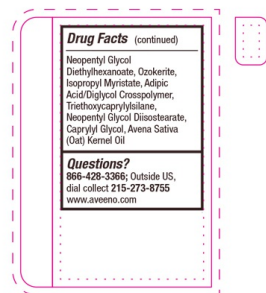 Drug Facts (continued)
Neopentyl Glycol
Diethylhexanoate, Ozokerite,
Isopropyl Myristate, Adipic
Acid/Diglycol Crosspolymer,
Triethoxycaprylylsilane,
Neopentyl Glycol Diisostearate,
Caprylyl Glycol, Avena Sativa
(Oat) Kernel Oil
Questions?
866-428-3366; Outside US,
dial collect 215-273-8755
www.aveeno.com